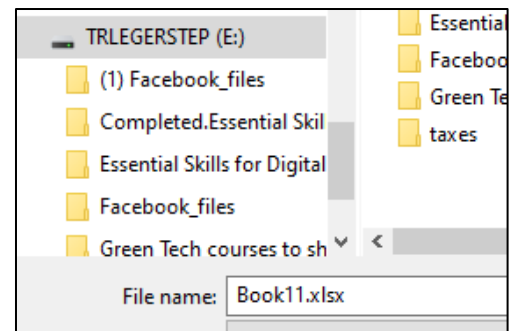 TRLEGERSTEP (E:)
(1) Facebook_files
Completed.Essential Skil
Essential Skills for Digital
Facebook_files
Green Tech courses to sh
Essential
Faceboo
Green Te
taxes
File name: Book11.xlsx